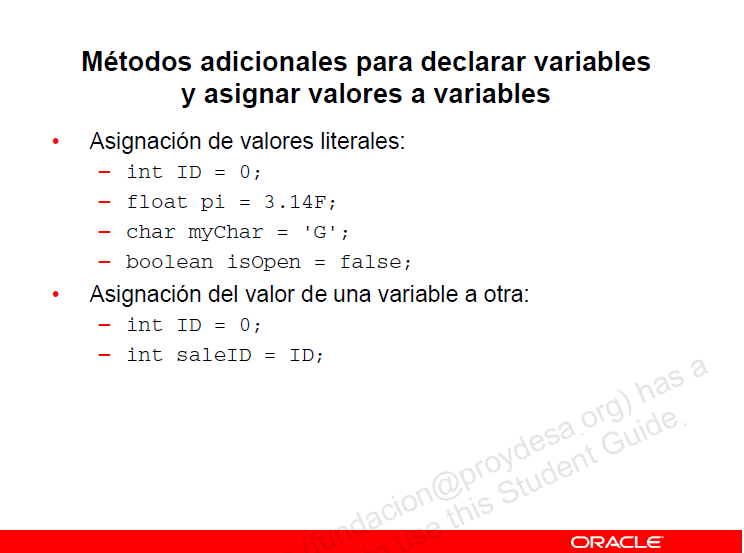 Métodos adicionales para declarar variables
y asignar valores a variables
• Asignación de valores literales:
– int ID = 0;
– float pi = 3.14F;
– char myChar = 'G';
– boolean isOpen = false;
• Asignación del valor de una variable a otra:
– int ID = 0;
– int saleID = ID;
(fundacion@proydesa.org) has a
use this Student Guide.
ORACLE